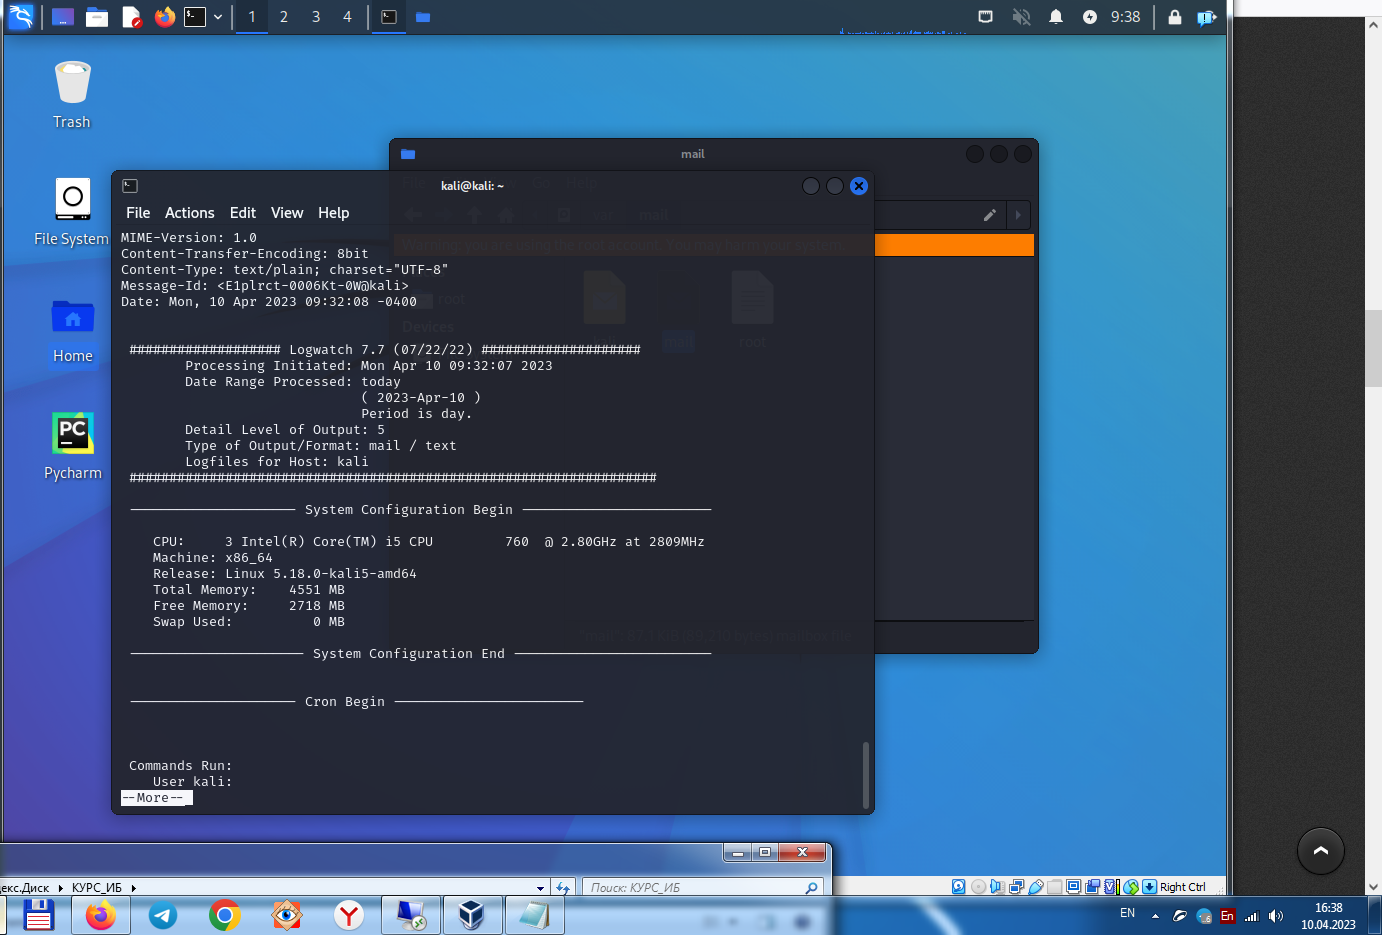 1 2 3 4
9:38
Trash
File System
Home
PC
Pycharm
mail
kali@kali: ~
File Actions Edit View Help
MIME-Version: 1.0
Content-Transfer-Encoding: 8bit
Content-Type: text/plain; charset="UTF-8"
Message-Id: <E1plrct-0006Kt-0W@kali>
Date: Mon, 10 Apr 2023 09:32:08 -0400
root
Devices
root
################### Logwatch 7.7 (07/22/22) ####################
Processing Initiated: Mon Apr 10 09:32:07 2023
Date Range Processed: today
( 2023-Apr-10 )
Period is day.
Detail Level of Output: 5
Type of Output/Format: mail / text
Logfiles for Host: kali
##################################################################
--------------------- System Configuration Begin ------------------------
CPU: 3 Intel(R) Core(TM) i5 CPU 760 @ 2.80GHz at 2809MHz
Machine: x86_64
Release: Linux 5.18.0-kali5-amd64
Total Memory: 4551 MB
Free Memory: 2718 MB
Swap Used: 0 MB
---------------------- System Configuration End -------------------------
--------------------- Cron Begin ------------------------
Commands Run:
User kali:
--More--
екс.Диск ▸ КУРС_ИБ ▸
Поиск: КУРС_ИБ
Right Ctrl
EN
En
16:38
10.04.2023